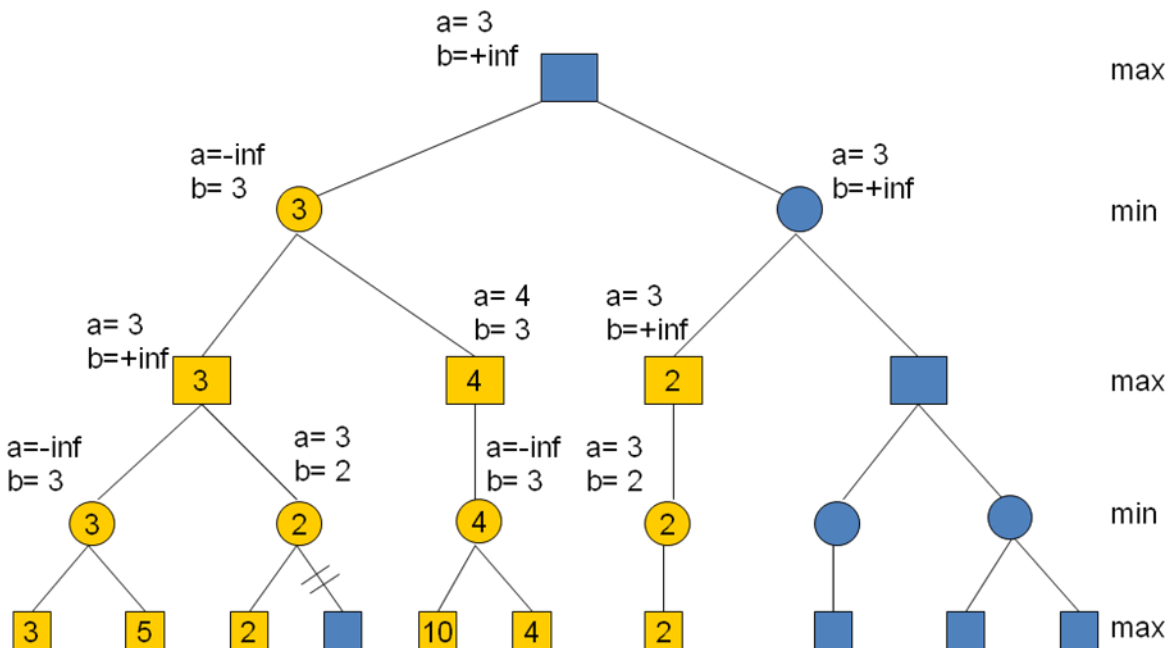 a= 3
b=+inf
max
a=-inf
b= 3
a= 3
b=+inf
3
min
a= 4
b= 3
a= 3
b=+inf
a= 3
b=+inf
3
4
2
max
a=-inf
b= 3
a= 3
b= 2
a=-inf
b= 3
a= 3
b= 2
3
2
4
2
min
3
5
2
10
4
2
max